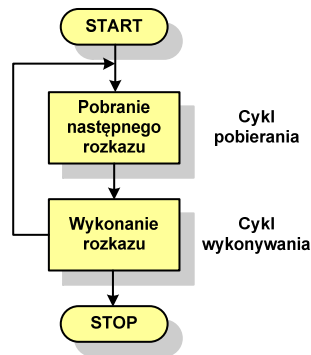 START
Pobranie
następnego
rozkazu
Cykl
pobierania
Wykonanie
rozkazu
Cykl
wykonywania
STOP